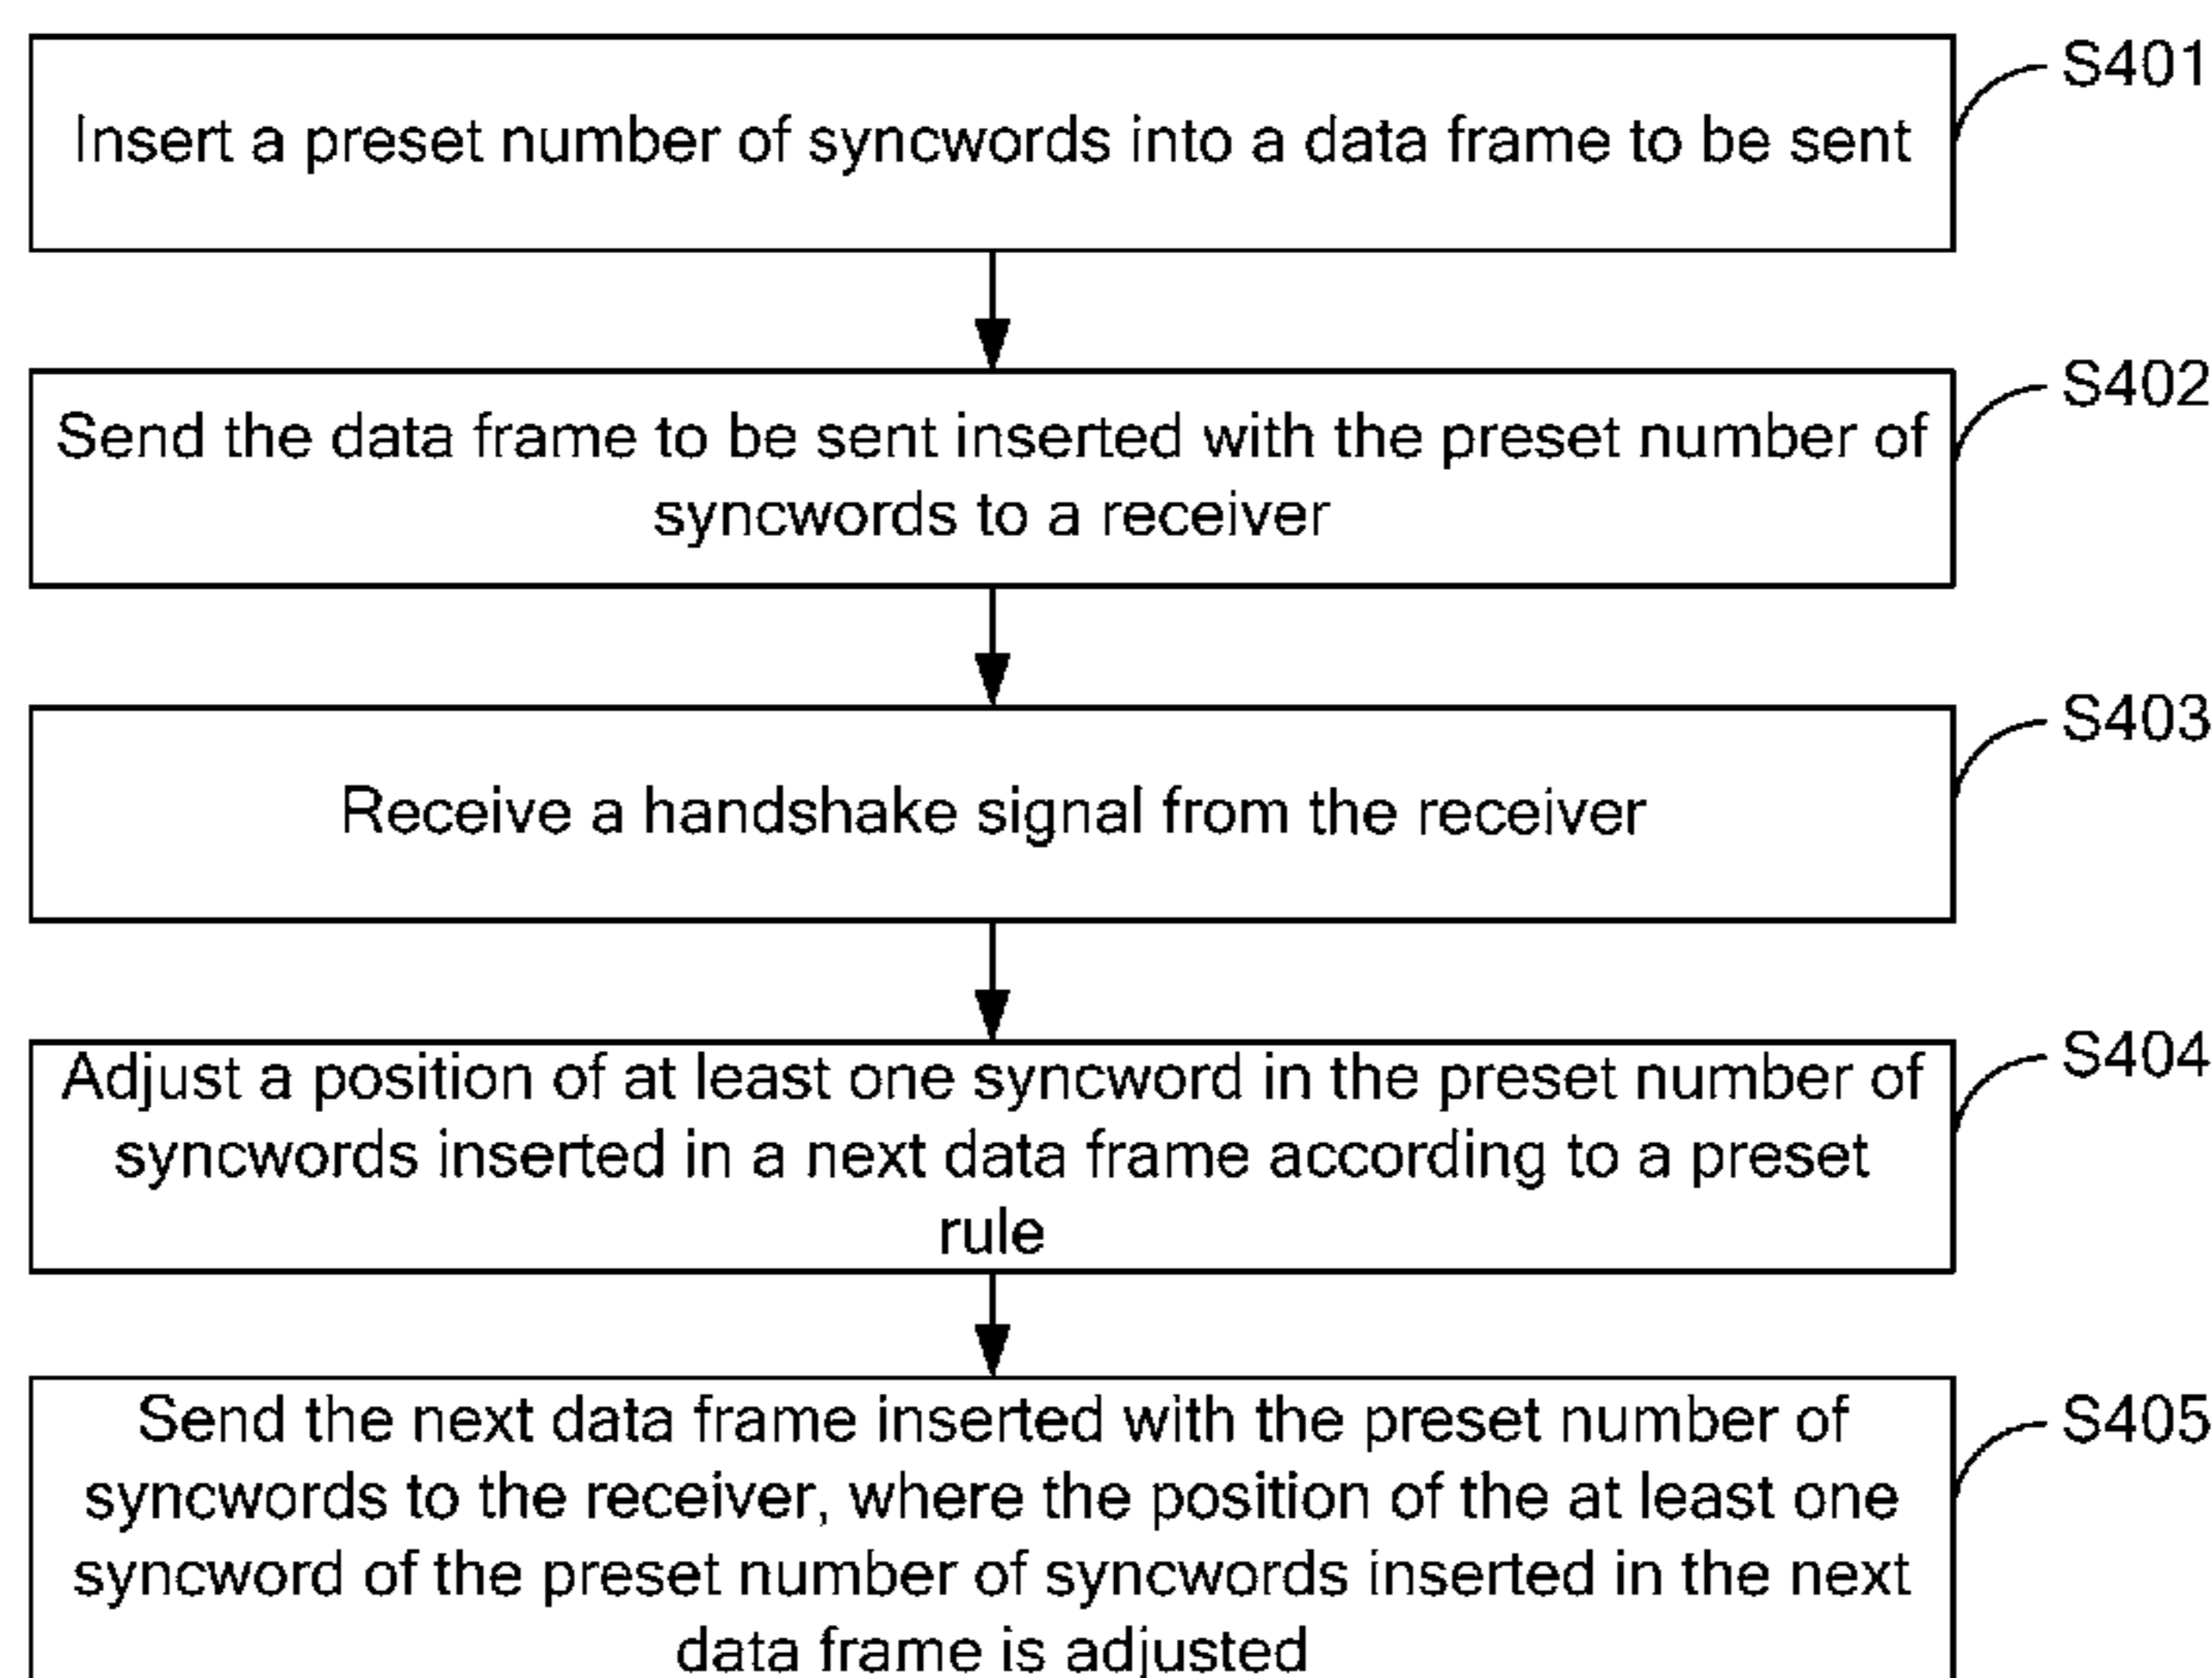 S401
Insert a preset number of syncwords into a data frame to be sent
S402
Send the data frame to be sent inserted with the preset number of
syncwords to a receiver
S403
Receive a handshake signal from the receiver
S404
Adjust a position of at least one syncword in the preset number of
syncwords inserted in a next data frame according to a preset
rule
S405
Send the next data frame inserted with the preset number of
syncwords to the receiver, where the position of the at least one
syncword of the preset number of syncwords inserted in the next
data frame is adjusted